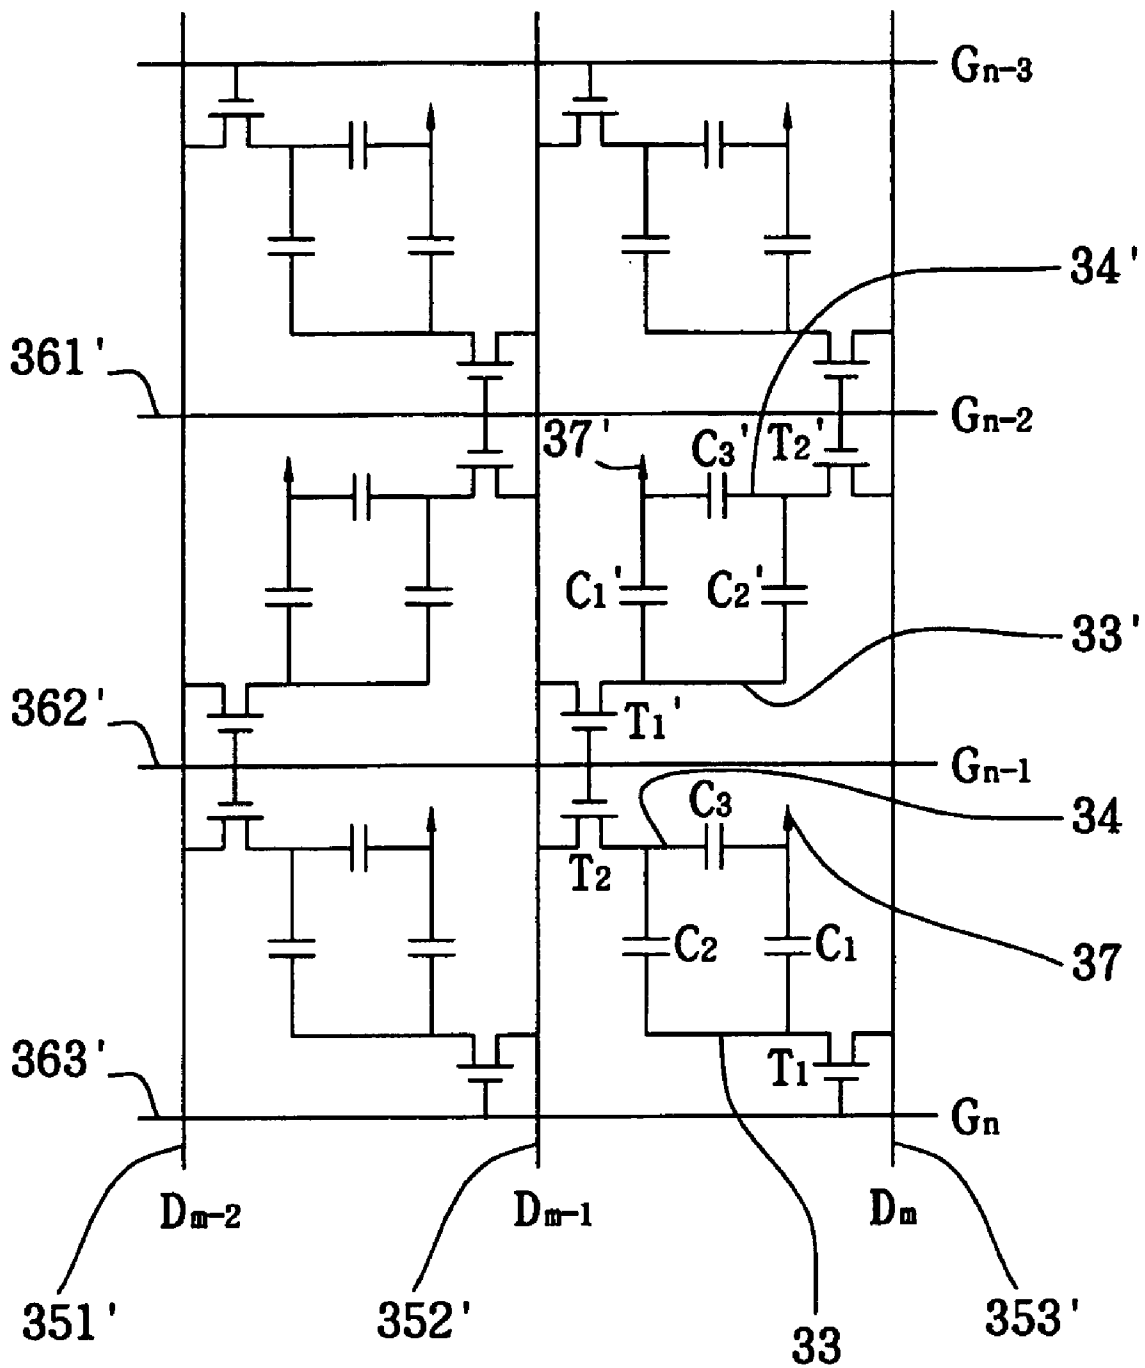 Gn-3
34'
361'
Gn-2
37'
C3'
T2'
C1'
C2'
33'
362'
T1'
Gn-1
C3
34
T2
C2
C1
37
363'
T1
Gn
Dm-2
Dm-1
Dm
351'
352'
353'
33